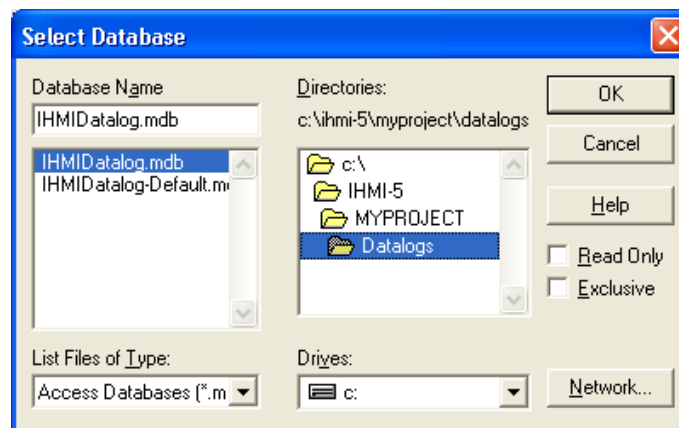 Select Database
Database Name
IHMIDatalog.mdb
IHMIDatalog.mdb
IHMIDatalog-Default.m
Directories:
c:\ihmi-5\myproject\datalogs
c:\
IHMI-5
MYPROJECT
Datalogs
OK
Cancel
Help
Read Only
Exclusive
List Files of Type:
Access Databases (*.m
Drives:
c:
Network...